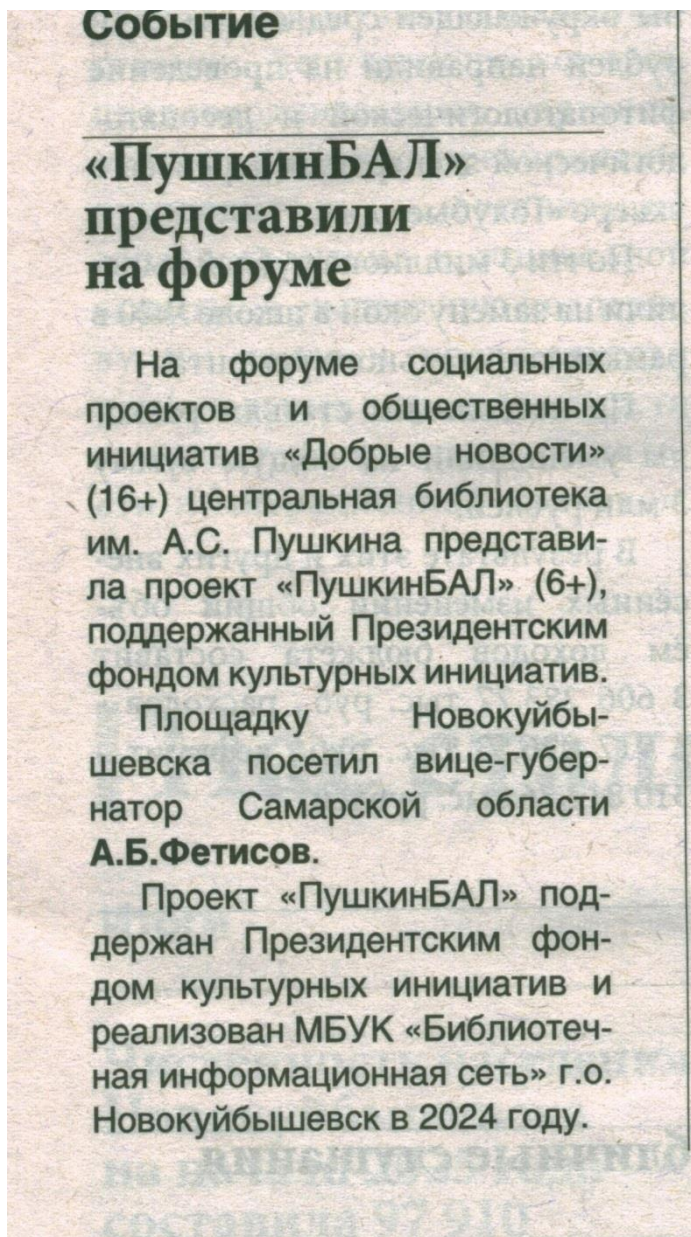 Событие
«ПушкинБАЛ»
представили
на форуме
На форуме социальных
проектов и общественных
инициатив «Добрые новости»
(16+) центральная библиотека
им. А.С. Пушкина представи-
ла проект «ПушкинБАЛ» (6+),
поддержанный Президентским
фондом культурных инициатив.
Площадку Новокуйбы-
шевска посетил вице-губер-
натор Самарской области
А.Б.Фетисов.
Проект «ПушкинБАЛ» под-
держан Президентским фон-
дом культурных инициатив и
реализован МБУК «Библиотеч-
ная информационная сеть» г.о.
Новокуйбышевск в 2024 году.